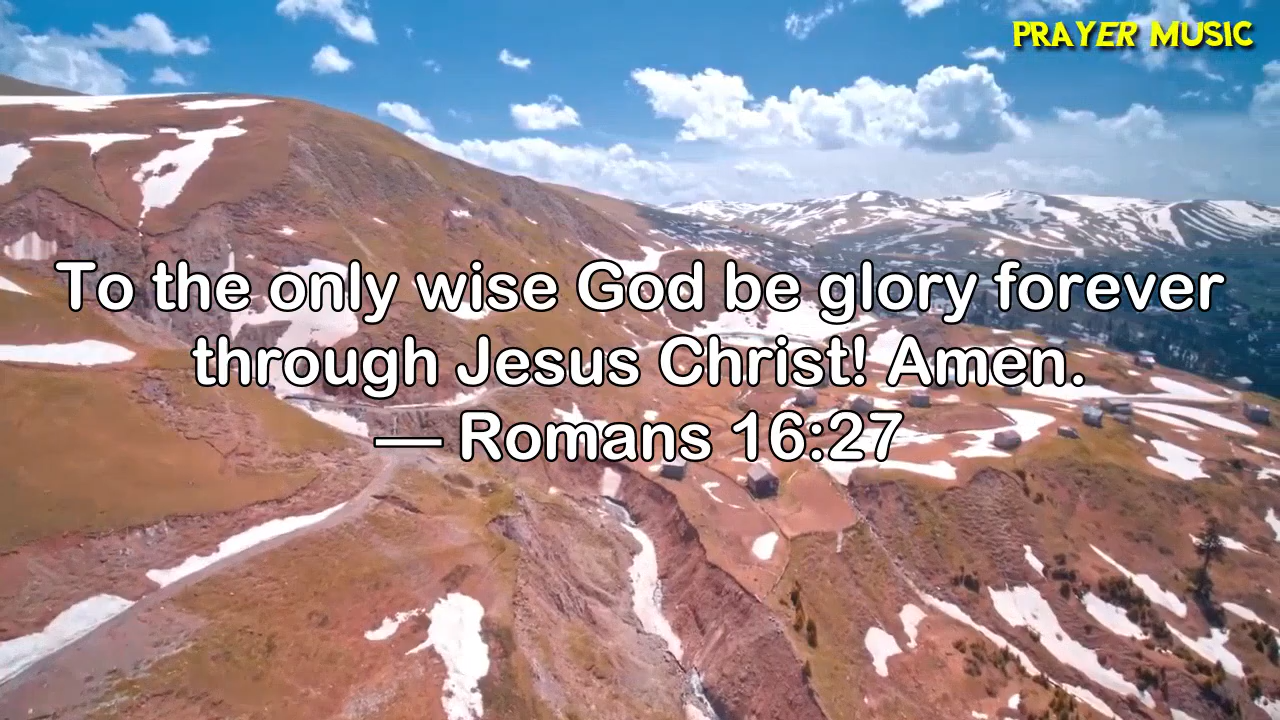 PRAYER MUSIC
To the only wise God be glory forever
through Jesus Christ! Amen.
— Romans 16:27